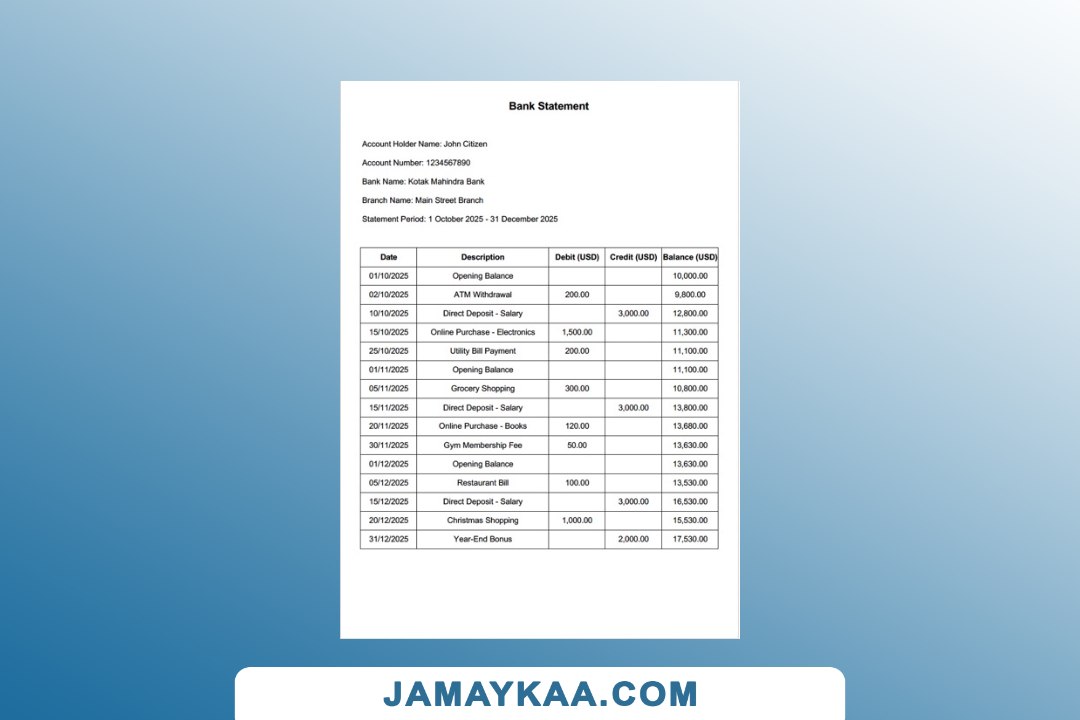 Bank Statement
Account Holder Name: John Citizen
Account Number: 1234567890
Bank Name: Kotak Mahindra Bank
Branch Name: Main Street Branch
Statement Period: 1 October 2025 - 31 December 2025
Date Description Debit (USD) Credit (USD) Balance (USD)
01/10/2025 Opening Balance 10,000.00
02/10/2025 ATM Withdrawal 200.00 9,800.00
10/10/2025 Direct Deposit - Salary 3,000.00 12,800.00
15/10/2025 Online Purchase - Electronics 1,500.00 11,300.00
25/10/2025 Utility Bill Payment 200.00 11,100.00
01/11/2025 Opening Balance 11,100.00
05/11/2025 Grocery Shopping 300.00 10,800.00
15/11/2025 Direct Deposit - Salary 3,000.00 13,800.00
20/11/2025 Online Purchase - Books 120.00 13,680.00
30/11/2025 Gym Membership Fee 50.00 13,630.00
01/12/2025 Opening Balance 13,630.00
05/12/2025 Restaurant Bill 100.00 13,530.00
15/12/2025 Direct Deposit - Salary 3,000.00 16,530.00
20/12/2025 Christmas Shopping 1,000.00 15,530.00
31/12/2025 Year-End Bonus 2,000.00 17,530.00
JAMAYKAA.COM